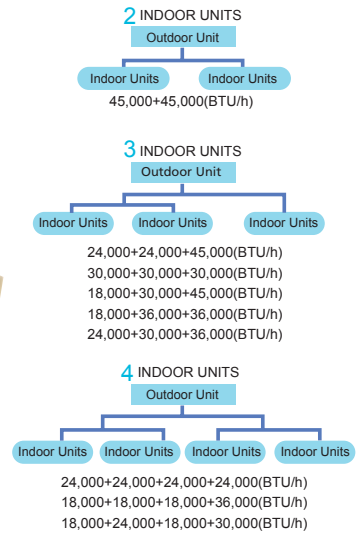 2 INDOOR UNITS
Outdoor Unit
Indoor Units Indoor Units
45,000+45,000(BTU/h)
3 INDOOR UNITS
Outdoor Unit
Indoor Units Indoor Units Indoor Units
24,000+24,000+45,000(BTU/h)
30,000+30,000+30,000(BTU/h)
18,000+30,000+45,000(BTU/h)
18,000+36,000+36,000(BTU/h)
24,000+30,000+36,000(BTU/h)
4 INDOOR UNITS
Outdoor Unit
Indoor Units Indoor Units Indoor Units Indoor Units
24,000+24,000+24,000+24,000(BTU/h)
18,000+18,000+18,000+36,000(BTU/h)
18,000+24,000+18,000+30,000(BTU/h)